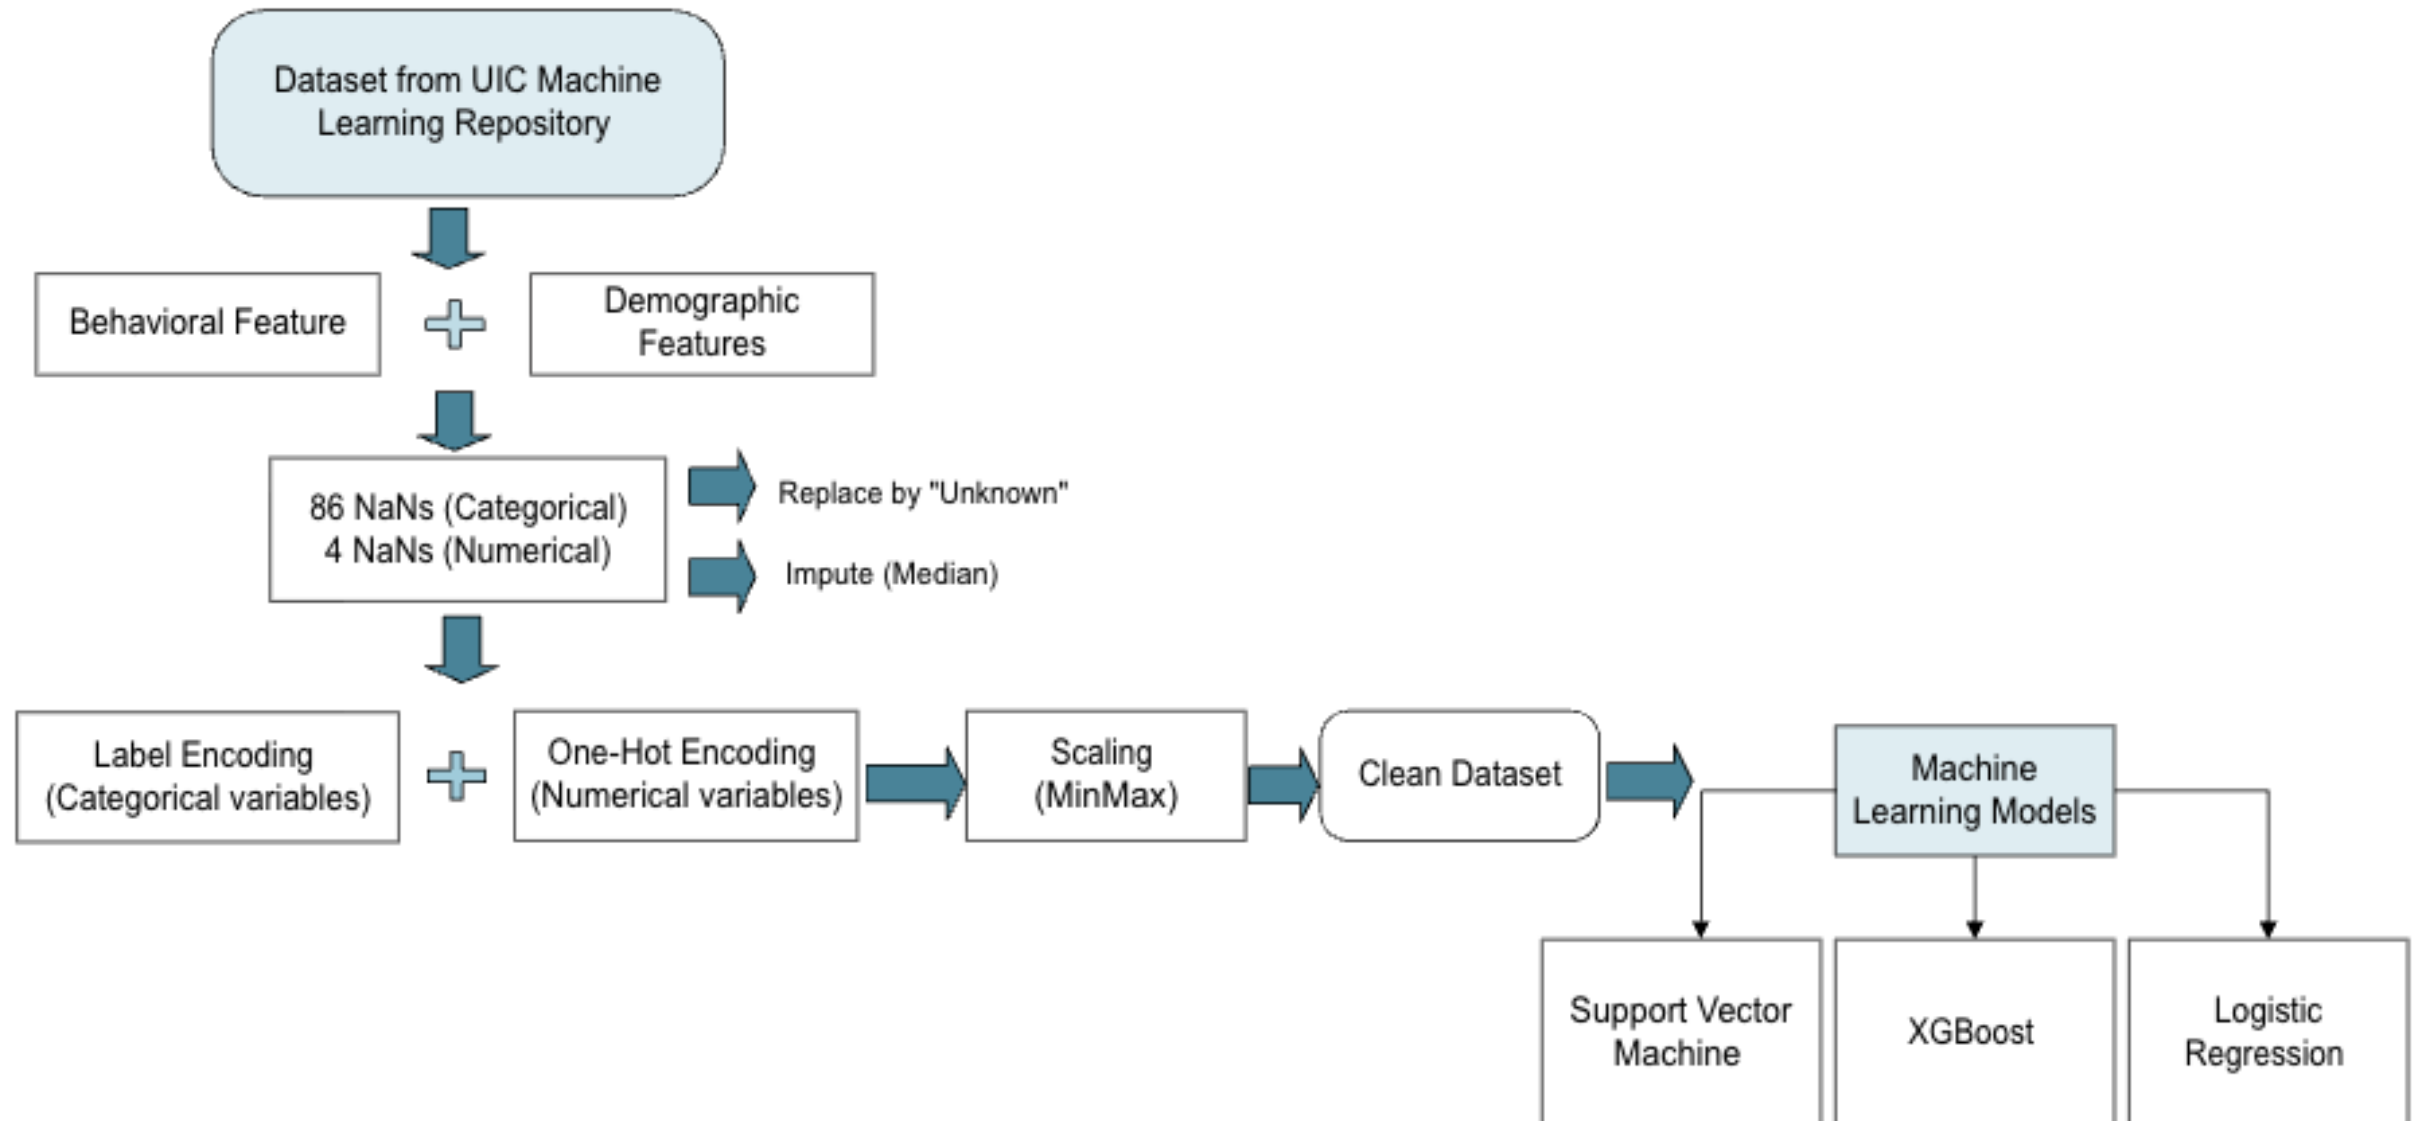 Dataset from UIC Machine
Learning Repository
Behavioral Feature
Demographic
Features
86 NaNs (Categorical)
4 NaNs (Numerical)
Replace by "Unknown"
Impute (Median)
Label Encoding
(Categorical variables)
One-Hot Encoding
(Numerical variables)
Scaling
(MinMax)
Clean Dataset
Machine
Learning Models
Support Vector
Machine
XGBoost
Logistic
Regression